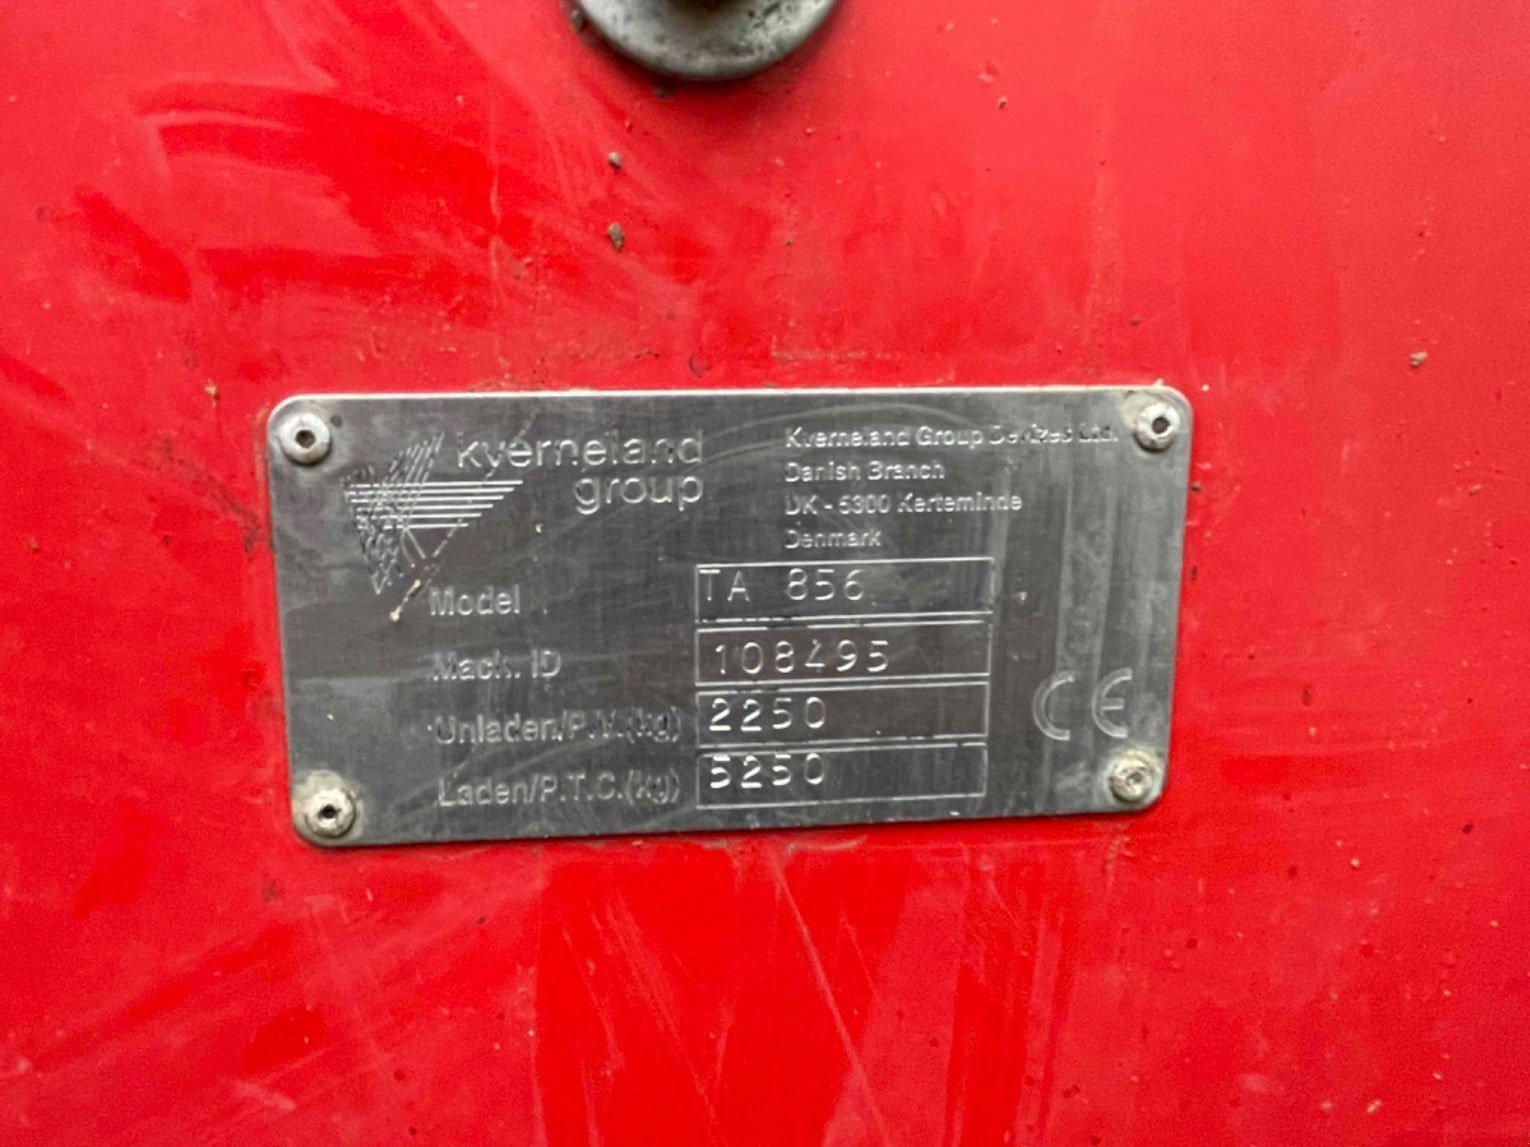 kverneland
group
Kverneland Group
Danish Branch
DK - 5300 Kerteminde
Denmark
Model TA 856
Mach. ID 108495
Unladen/P.V.(kg) 2250
Laden/P.T.C.(kg) 5250
CE